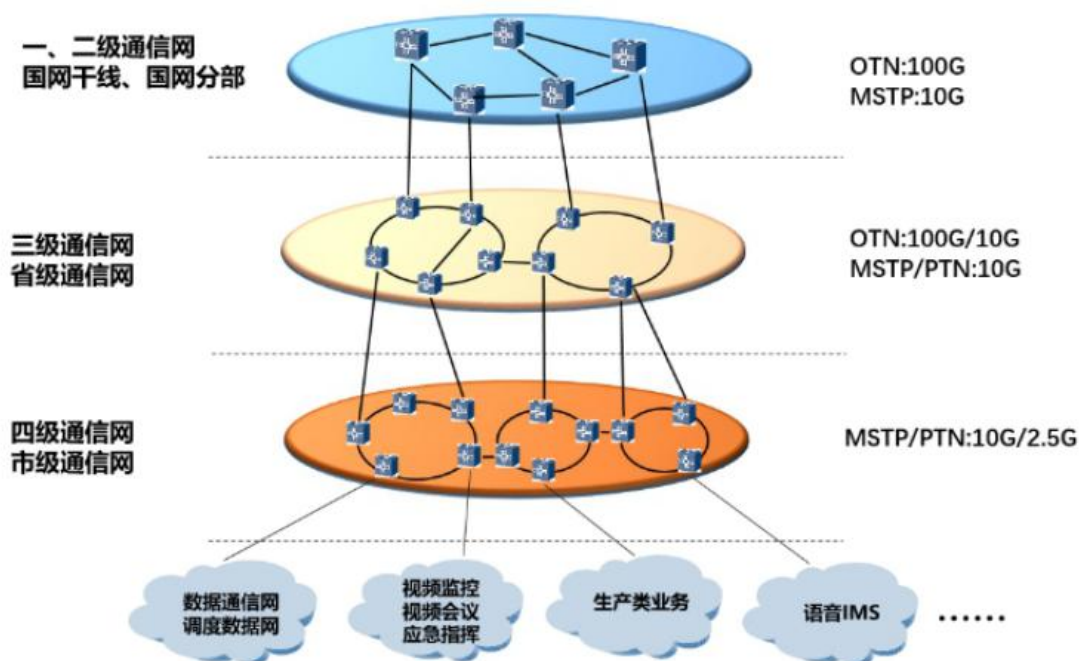 一、二级通信网
国网干线、国网分部
OTN:100G
MSTP:10G
三级通信网
省级通信网
OTN:100G/10G
MSTP/PTN:10G
四级通信网
市级通信网
MSTP/PTN:10G/2.5G
数据通信网
调度数据网
视频监控
视频会议
应急指挥
生产类业务
语音IMS
……